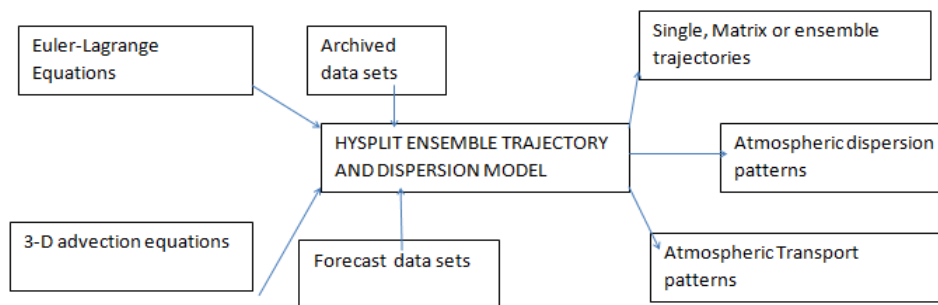 Euler-Lagrange
Equations
Archived
data sets
Single, Matrix or ensemble
trajectories
HYSPLIT ENSEMBLE TRAJECTORY
AND DISPERSION MODEL
Atmospheric dispersion
patterns
3-D advection equations
Forecast data sets
Atmospheric Transport
patterns